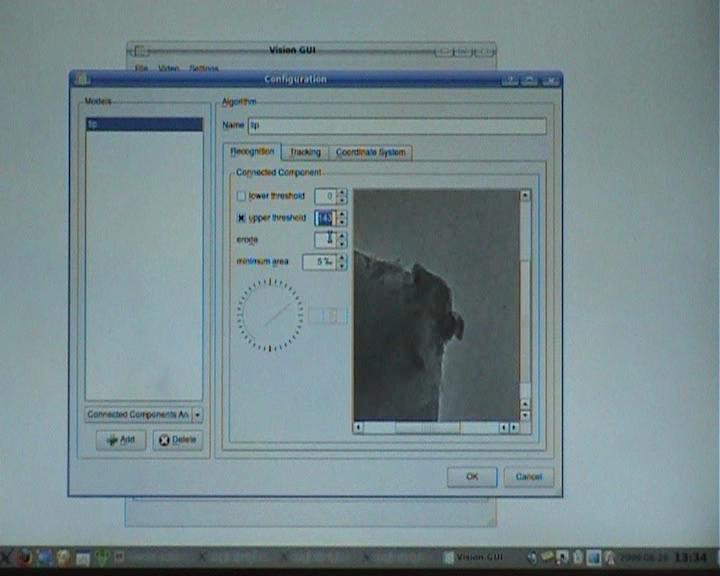 Vision GUI
File Video Settings
Configuration
Models
tip
Connected Components An
Add Delete
Algorithm
Name tip
Recognition Tracking Coordinate System
Connected Component
lower threshold 0
upper threshold 143
erode
minimum area 5 ‰
OK Cancel
Vision GUI 13:34